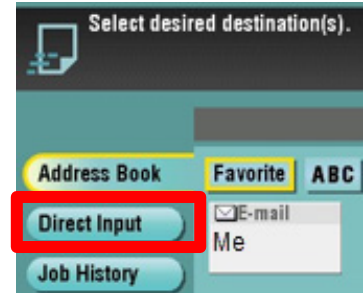 Select desired destination(s).
Address Book
Favorite ABC
Direct Input
E-mail
Me
Job History